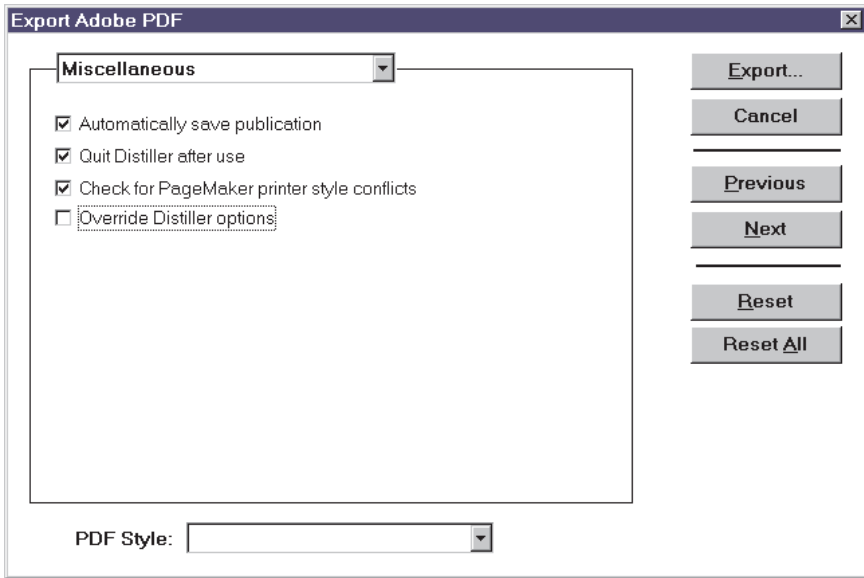 Export Adobe PDF
Miscellaneous
Automatically save publication
Quit Distiller after use
Check for PageMaker printer style conflicts
Override Distiller options
PDF Style:
Export...
Cancel
Previous
Next
Reset
Reset All